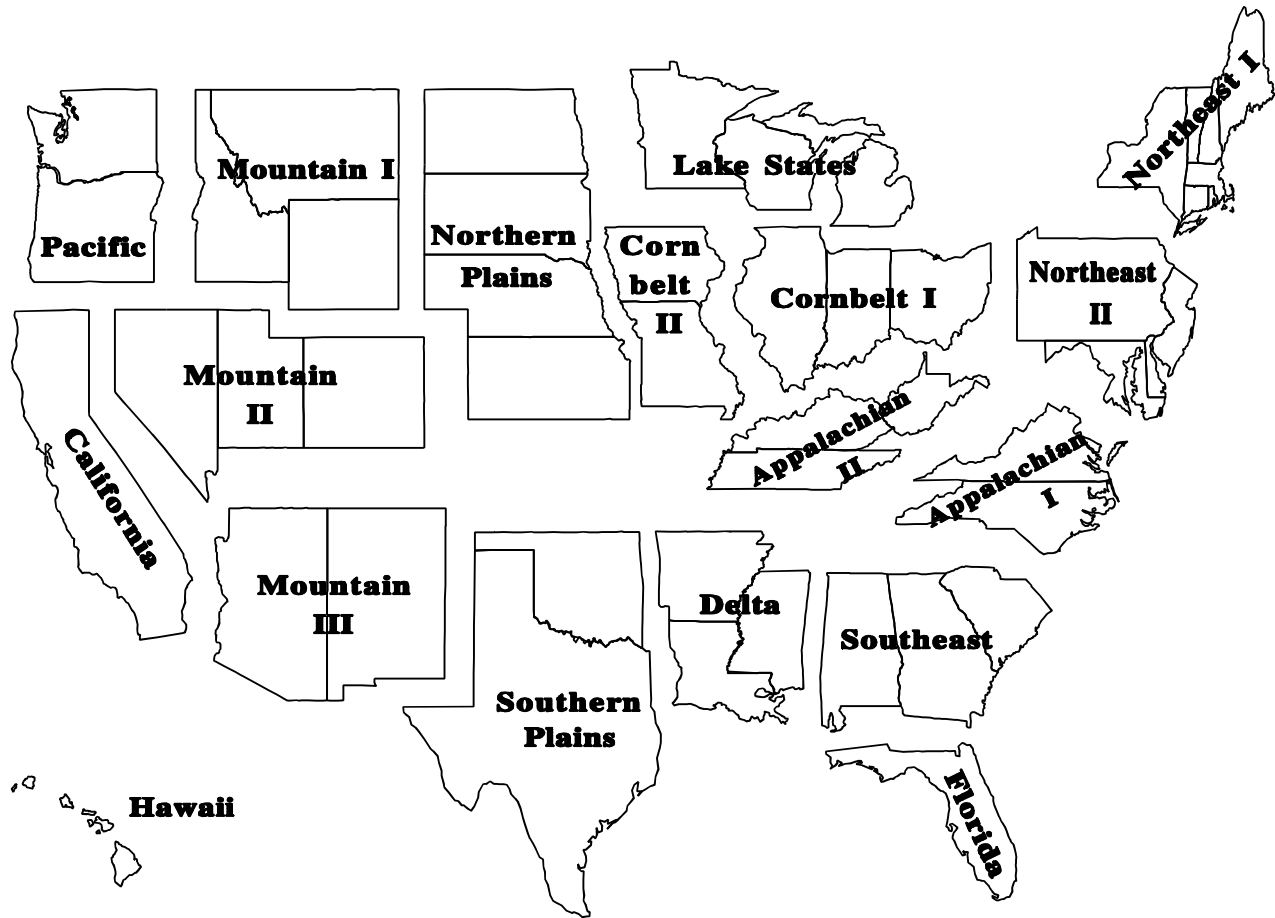 Northeast I
Mountain I
Lake States
Pacific
Northern
Plains
Corn
belt
II
Cornbelt I
Northeast
II
Mountain
II
California
Appalachian
II
Appalachian
I
Mountain
III
Delta
Southeast
Southern
Plains
Hawaii
Florida